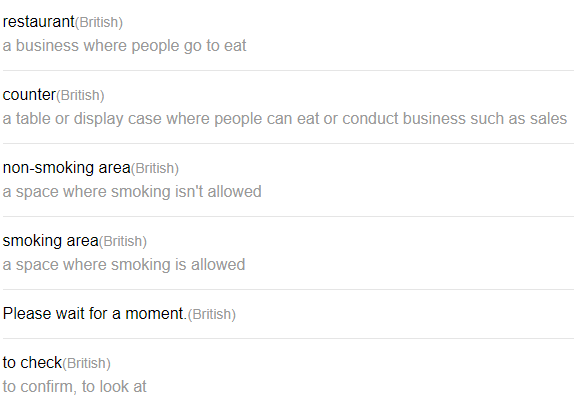 restaurant(British)
a business where people go to eat
counter(British)
a table or display case where people can eat or conduct business such as sales
non-smoking area(British)
a space where smoking isn't allowed
smoking area(British)
a space where smoking is allowed
Please wait for a moment.(British)
to check(British)
to confirm, to look at